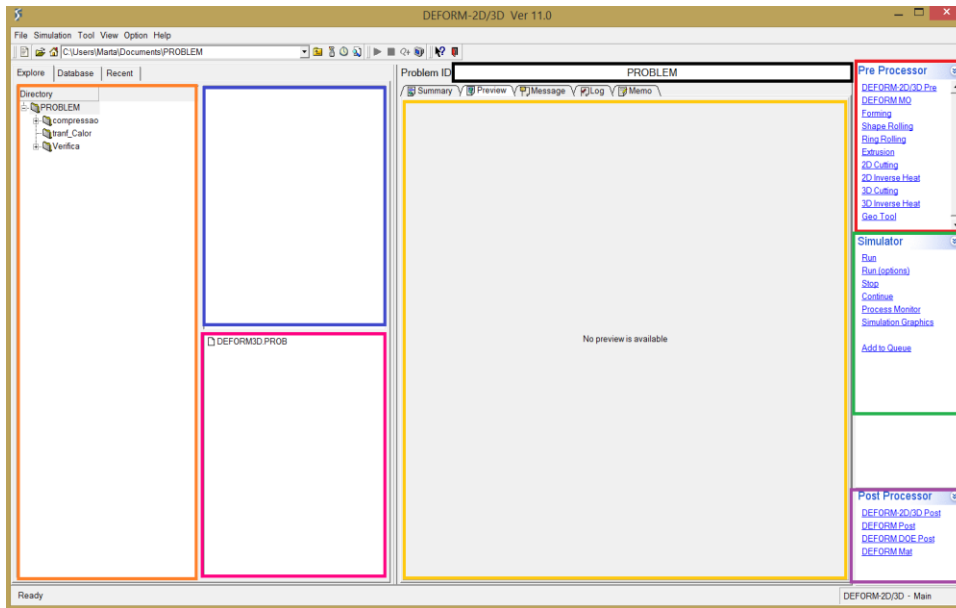 DEFORM-2D/3D Ver 11.0
File Simulation Tool View Option Help
C:\Users\Marta\Documents\PROBLEM
Explore Database Recent
Directory
PROBLEM
compressao
tranf_Calor
Verifica
DEFORM3D.PROB
Problem ID PROBLEM
Summary Preview Message Log Memo
No preview is available
Pre Processor
DEFORM-2D/3D Pre
DEFORM MO
Forming
Shape Rolling
Ring Rolling
Extrusion
2D Cutting
2D Inverse Heat
3D Cutting
3D Inverse Heat
Geo Tool
Simulator
Run
Run (options)
Stop
Continue
Process Monitor
Simulation Graphics
Add to Queue
Post Processor
DEFORM-2D/3D Post
DEFORM Post
DEFORM DOE Post
DEFORM Mat
Ready
DEFORM-2D/3D - Main